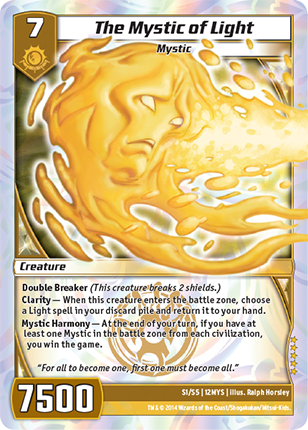 7
The Mystic of Light
Mystic
Creature
Double Breaker (This creature breaks 2 shields.)
Clarity — When this creature enters the battle zone, choose
a Light spell in your discard pile and return it to your hand.
Mystic Harmony — At the end of your turn, if you have at
least one Mystic in the battle zone from each civilization,
you win the game.
"For all to become one, first one must become all."
7500
S1/S5 | 12MYS | illus. Ralph Horsley
TM & © 2014 Wizards of the Coast/Shogakukan/Mitsui-Kids.